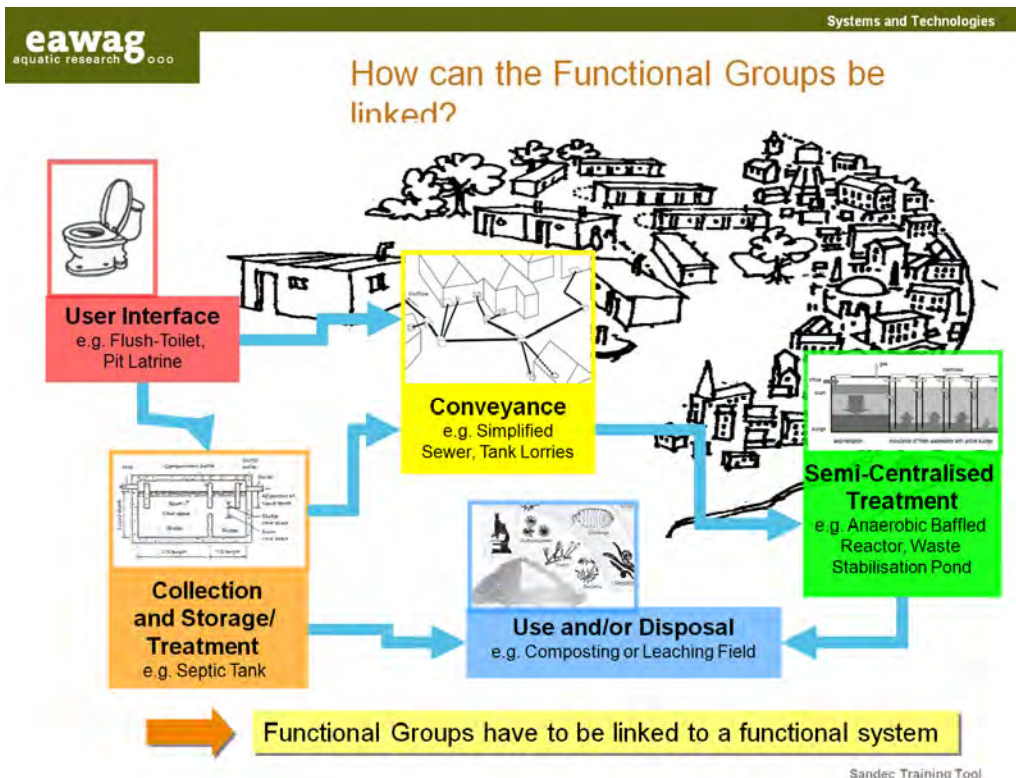 Systems and Technologies
eawag
aquatic research
How can the Functional Groups be
linked?
User Interface
e.g. Flush-Toilet,
Pit Latrine
Conveyance
e.g. Simplified
Sewer, Tank Lorries
Semi-Centralised
Treatment
e.g. Anaerobic Baffled
Reactor, Waste
Stabilisation Pond
Collection
and Storage/
Treatment
e.g. Septic Tank
Use and/or Disposal
e.g. Composting or Leaching Field
Functional Groups have to be linked to a functional system
Sandec Training Tool